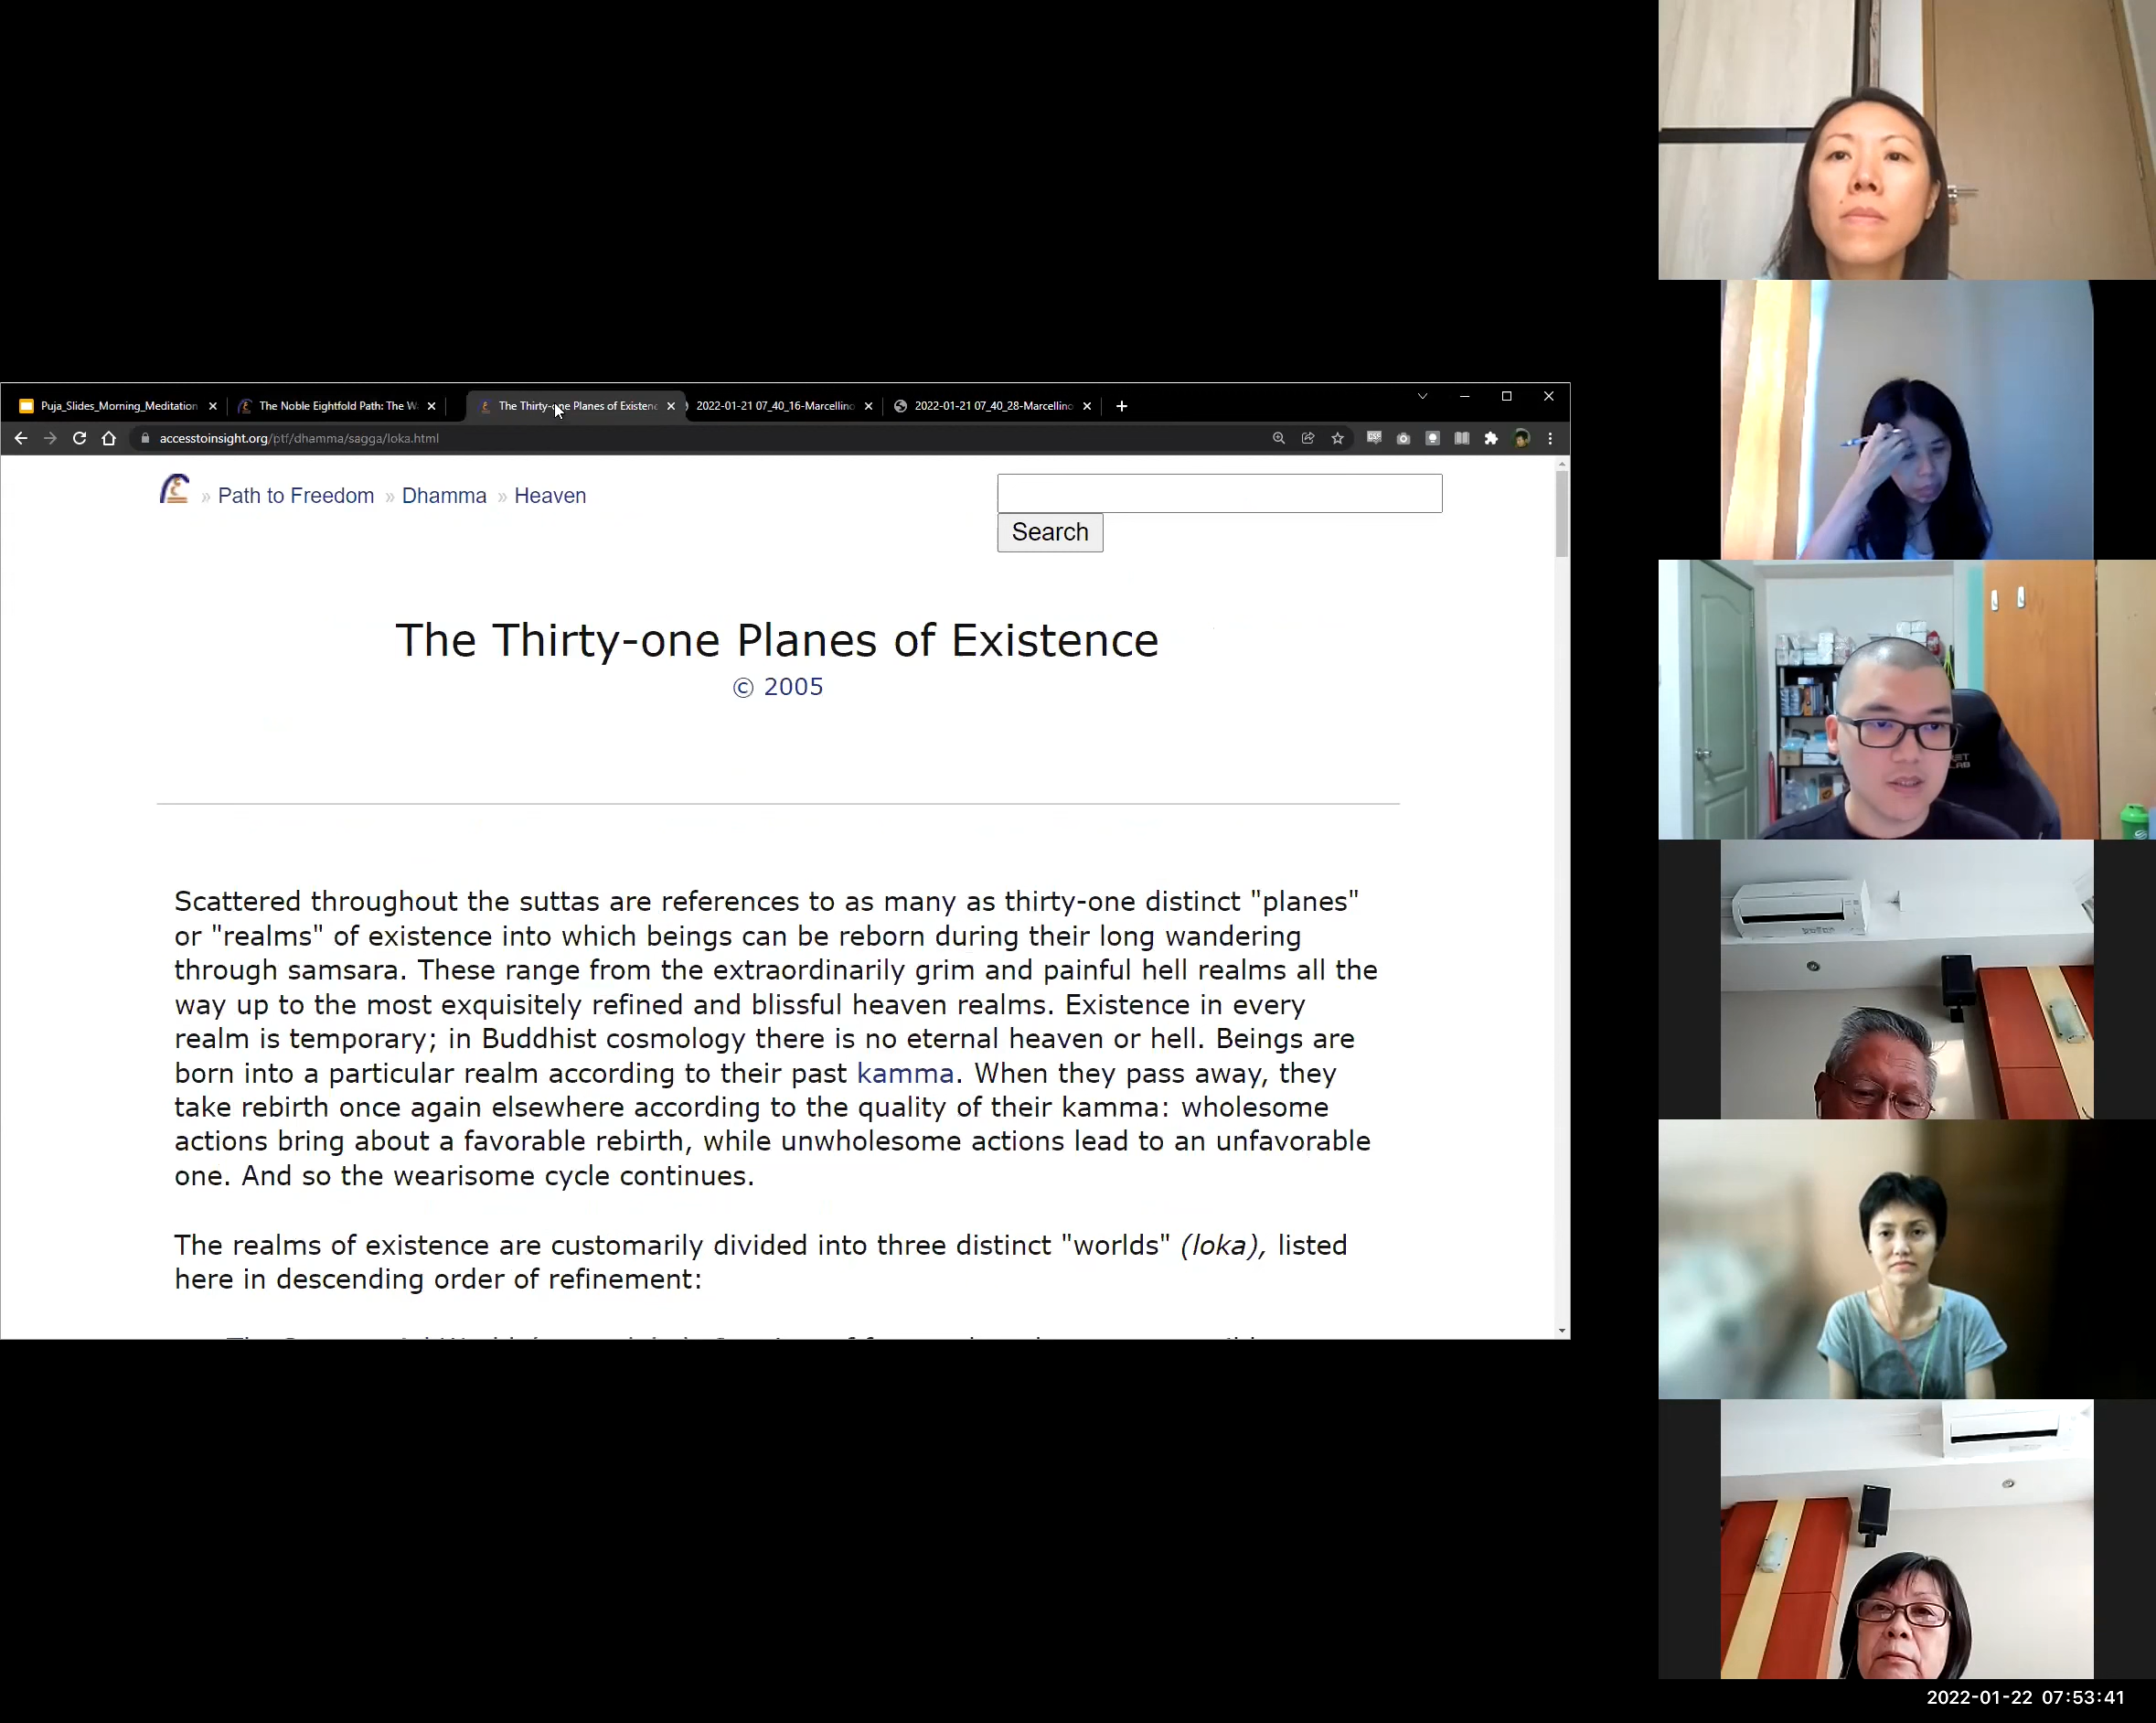 Puja_Slides_Morning_Meditation
The Noble Eightfold Path: The W
The Thirty-one Planes of Existenc
2022-01-21 07_40_16-Marcellino
2022-01-21 07_40_28-Marcellino
accesstoinsight.org/ptf/dhamma/sagga/loka.html
» Path to Freedom » Dhamma » Heaven
Search
The Thirty-one Planes of Existence
© 2005
Scattered throughout the suttas are references to as many as thirty-one distinct "planes"
or "realms" of existence into which beings can be reborn during their long wandering
through samsara. These range from the extraordinarily grim and painful hell realms all the
way up to the most exquisitely refined and blissful heaven realms. Existence in every
realm is temporary; in Buddhist cosmology there is no eternal heaven or hell. Beings are
born into a particular realm according to their past kamma. When they pass away, they
take rebirth once again elsewhere according to the quality of their kamma: wholesome
actions bring about a favorable rebirth, while unwholesome actions lead to an unfavorable
one. And so the wearisome cycle continues.
The realms of existence are customarily divided into three distinct "worlds" (loka), listed
here in descending order of refinement:
2022-01-22 07:53:41